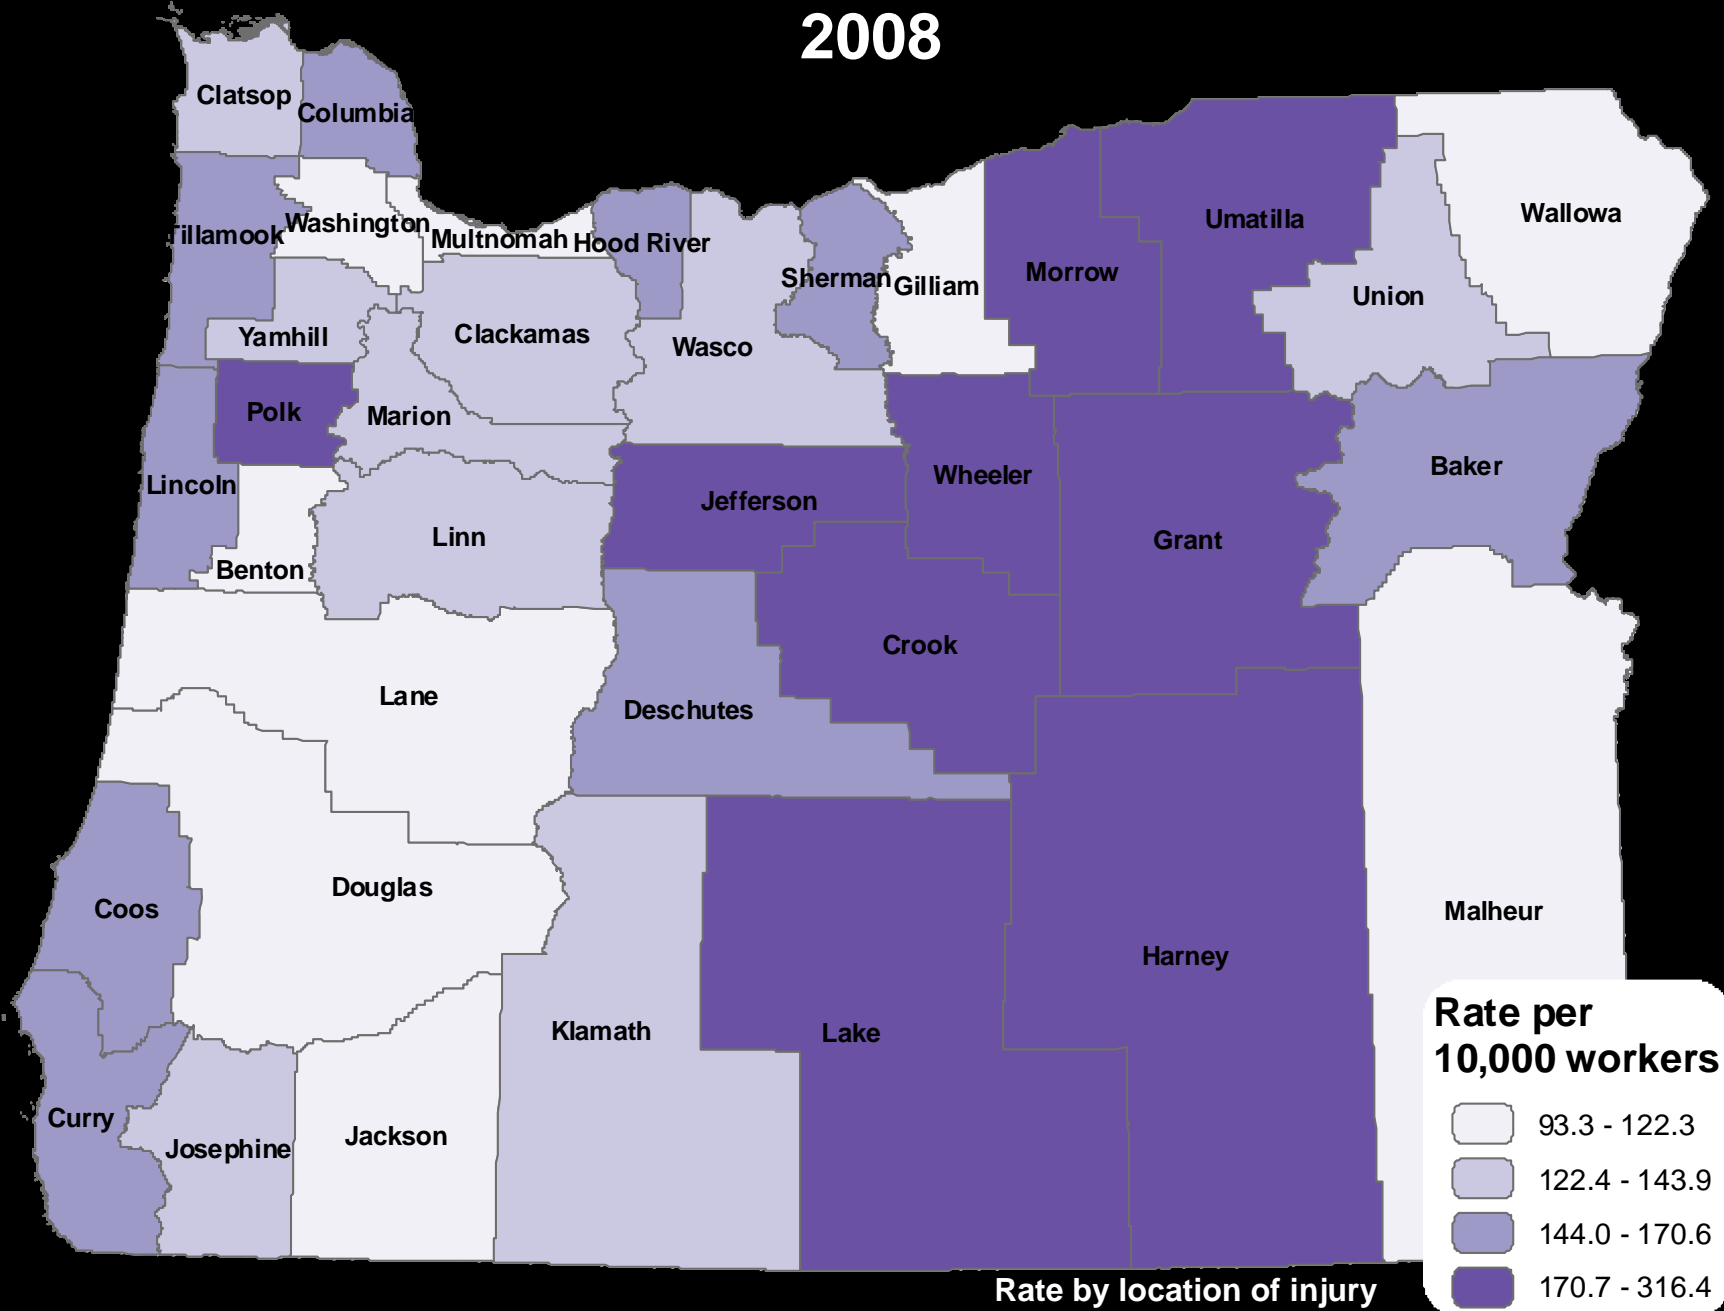 2008
Clatsop
Columbia
Tillamook
Washington
Multnomah
Hood River
Sherman
Gilliam
Morrow
Umatilla
Wallowa
Union
Yamhill
Clackamas
Wasco
Polk
Marion
Lincoln
Jefferson
Wheeler
Baker
Benton
Linn
Grant
Crook
Lane
Deschutes
Douglas
Coos
Malheur
Harney
Klamath
Lake
Curry
Josephine
Jackson
Rate per
10,000 workers
93.3 - 122.3
122.4 - 143.9
144.0 - 170.6
170.7 - 316.4
Rate by location of injury